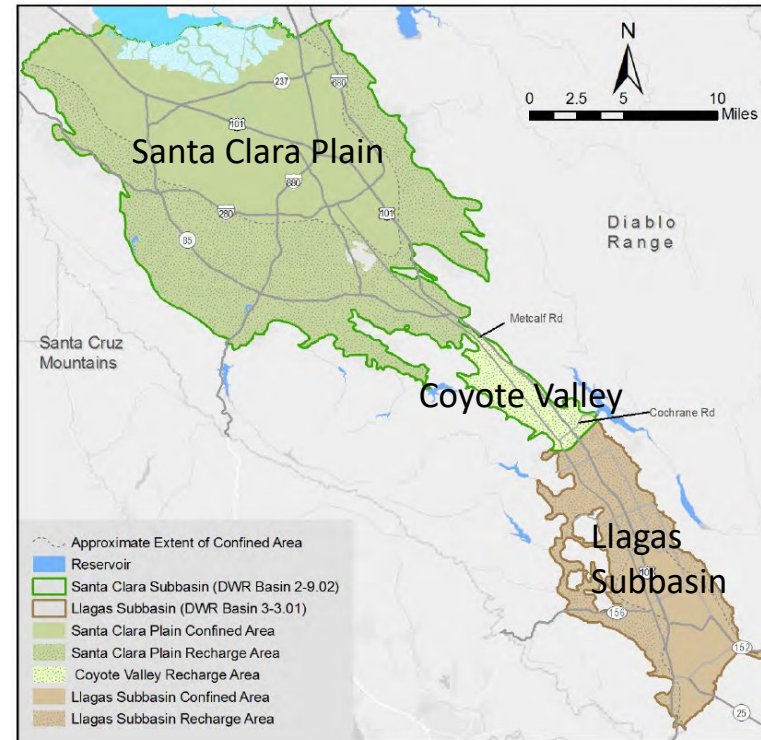 N
0 2.5 5 10
Miles
237
680
101
Santa Clara Plain
880
280
101
85
Diablo
Range
Metcalf Rd
Santa Cruz
Mountains
Coyote Valley
Cochrane Rd
Llagas
Subbasin
101
156
152
25
Approximate Extent of Confined Area
Reservoir
Santa Clara Subbasin (DWR Basin 2-9.02)
Llagas Subbasin (DWR Basin 3-3.01)
Santa Clara Plain Confined Area
Santa Clara Plain Recharge Area
Coyote Valley Recharge Area
Llagas Subbasin Confined Area
Llagas Subbasin Recharge Area